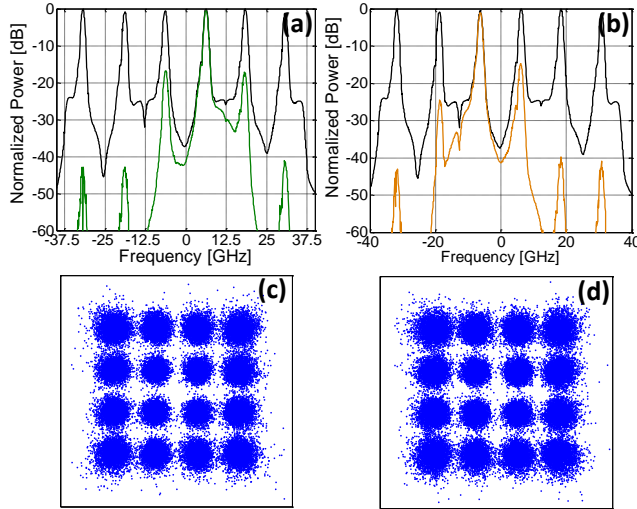 (a)
Normalized Power [dB]
0
-10
-20
-30
-40
-50
-60
-37.5 -25 -12.5 0 12.5 25 37.5
Frequency [GHz]
(b)
Normalized Power [dB]
0
-10
-20
-30
-40
-50
-60
-40 -20 0 20 40
Frequency [GHz]
(c)
(d)